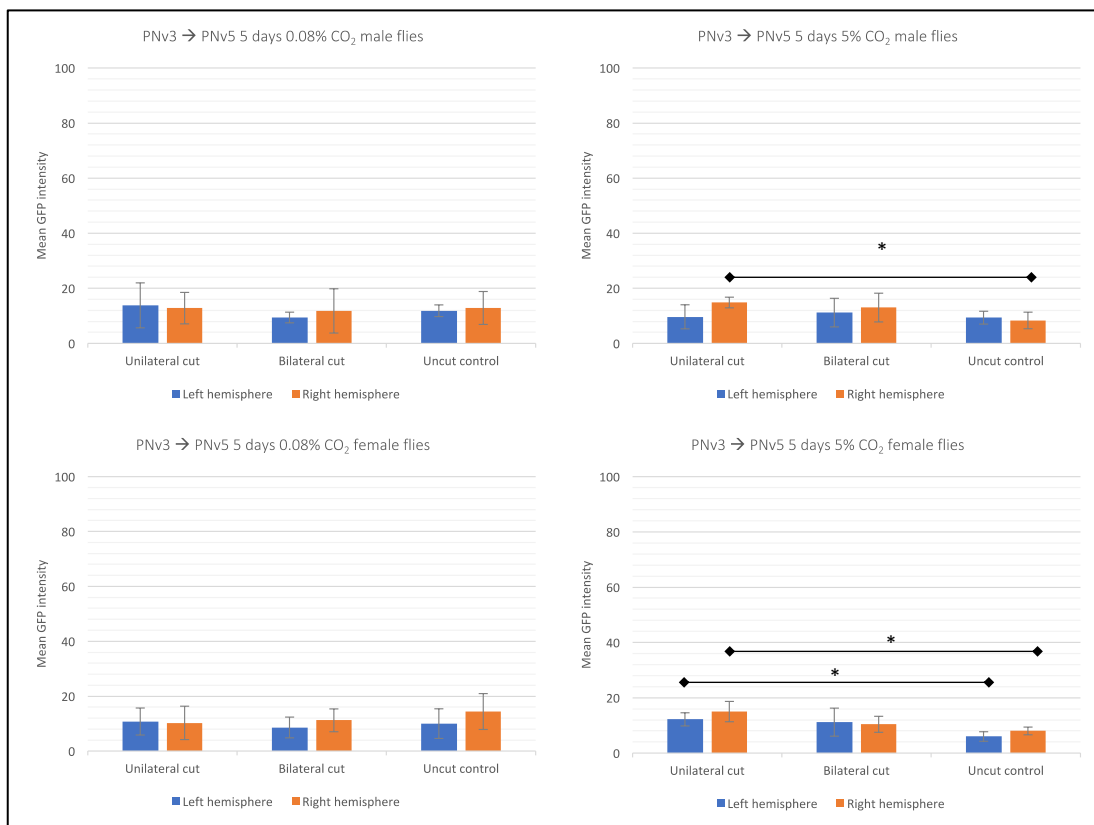 PNv3 → PNv5 5 days 0.08% CO₂ male flies
100
80
60
40
20
0
Mean GFP intensity
Unilateral cut Bilateral cut Uncut control
Left hemisphere Right hemisphere
PNv3 → PNv5 5 days 5% CO₂ male flies
100
80
60
40
20
0
Mean GFP intensity
*
Unilateral cut Bilateral cut Uncut control
Left hemisphere Right hemisphere
PNv3 → PNv5 5 days 0.08% CO₂ female flies
100
80
60
40
20
0
Mean GFP intensity
Unilateral cut Bilateral cut Uncut control
Left hemisphere Right hemisphere
PNv3 → PNv5 5 days 5% CO₂ female flies
100
80
60
40
20
0
Mean GFP intensity
*
*
Unilateral cut Bilateral cut Uncut control
Left hemisphere Right hemisphere